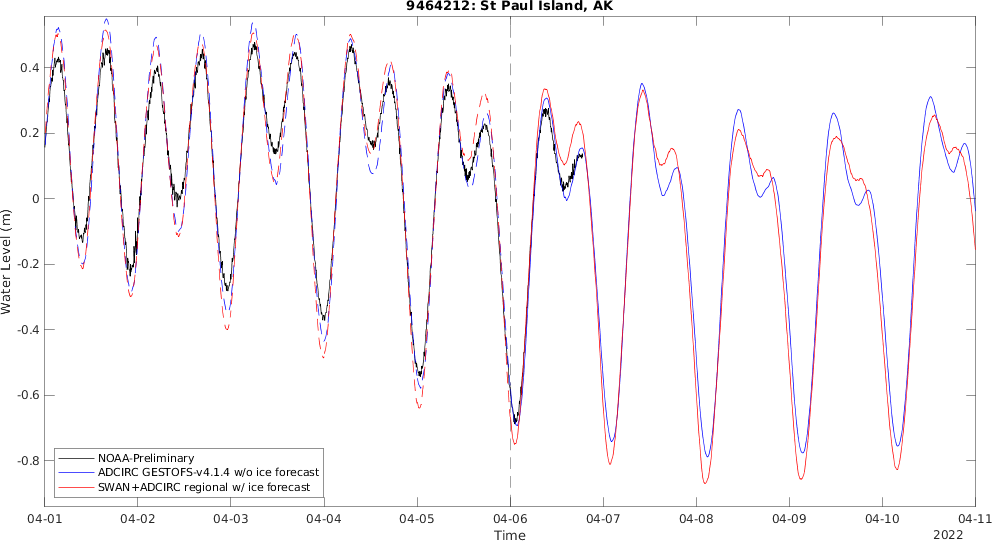 9464212: St Paul Island, AK
Water Level (m)
0.4
0.2
0
-0.2
-0.4
-0.6
-0.8
NOAA-Preliminary
ADCIRC GESTOFS-v4.1.4 w/o ice forecast
SWAN+ADCIRC regional w/ ice forecast
04-01 04-02 04-03 04-04 04-05 04-06 04-07 04-08 04-09 04-10 04-11
Time
2022